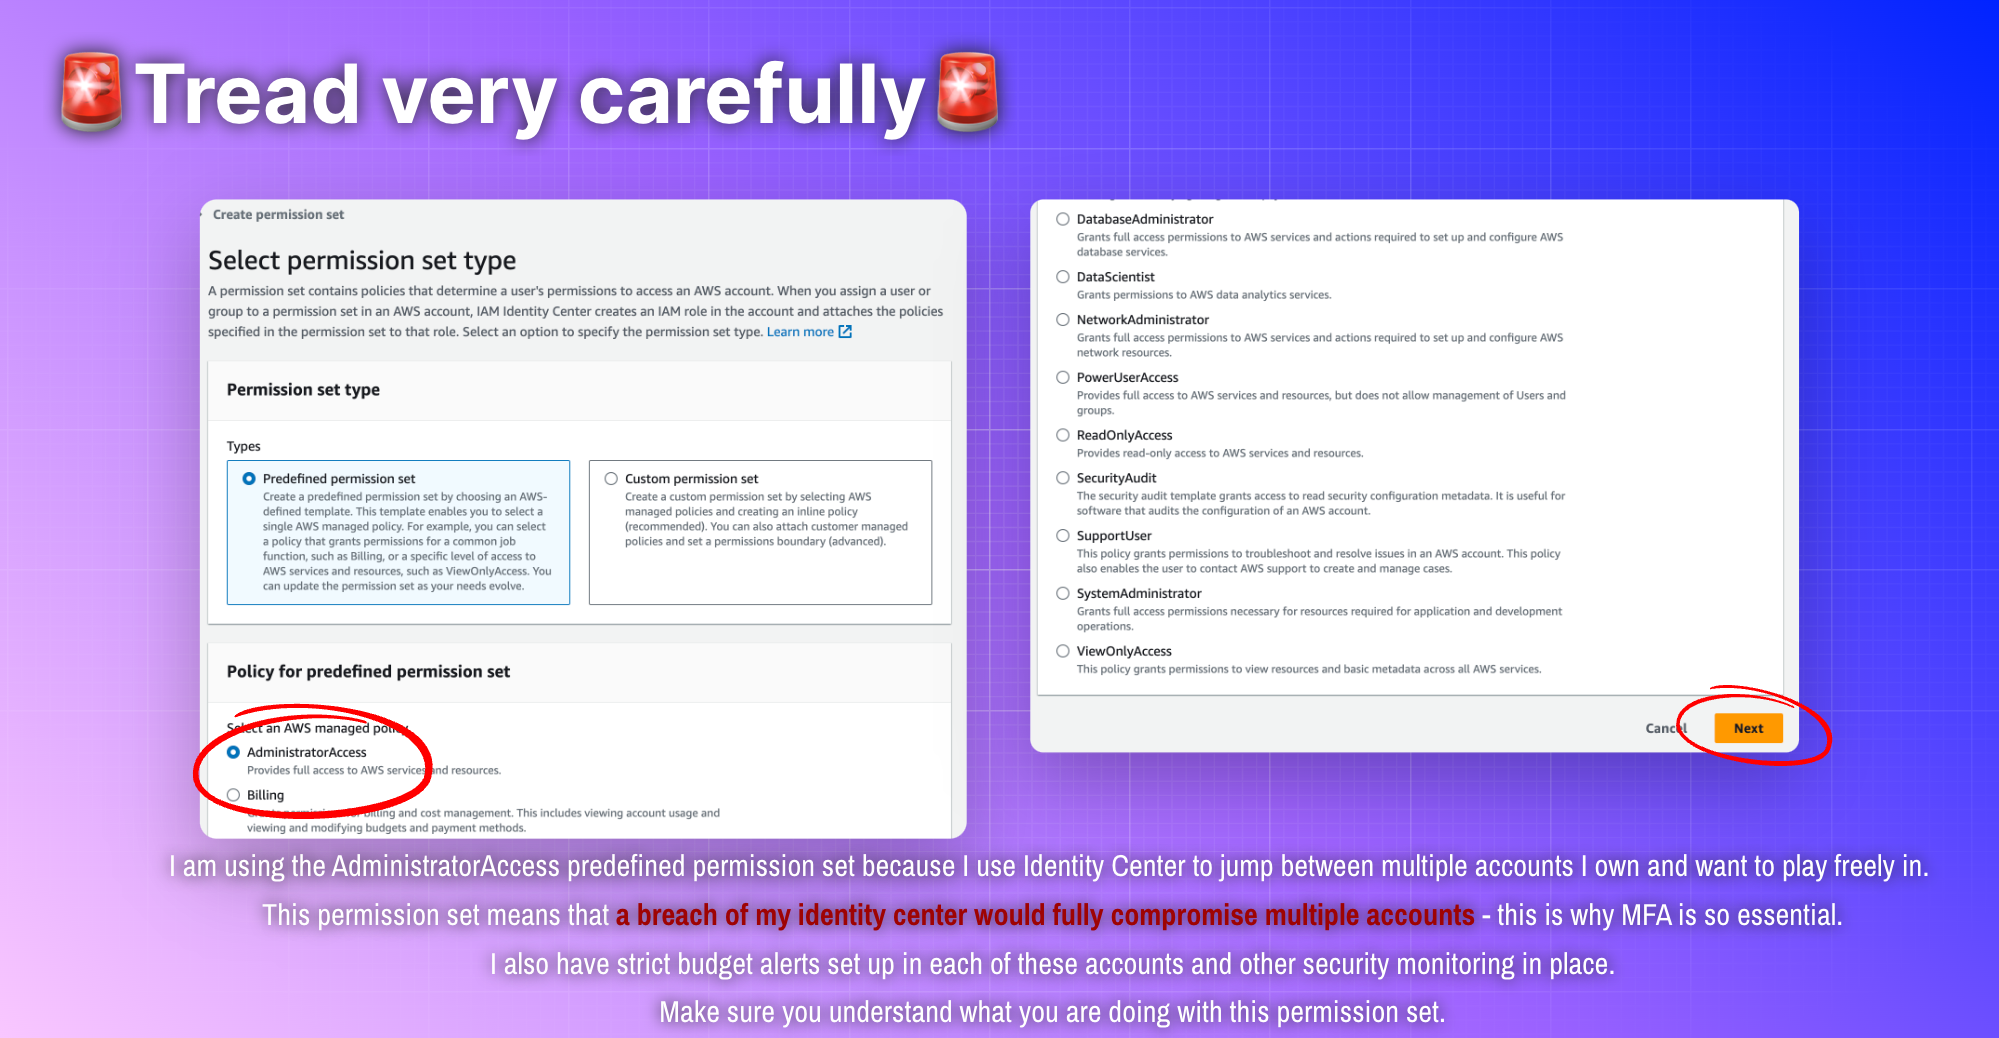 Tread very carefully
Create permission set
Select permission set type
A permission set contains policies that determine a user's permissions to access an AWS account. When you assign a user or
group to a permission set in an AWS account, IAM Identity Center creates an IAM role in the account and attaches the policies
specified in the permission set to that role. Select an option to specify the permission set type. Learn more
Permission set type
Types
Predefined permission set
Create a predefined permission set by choosing an AWS-
defined template. This template enables you to select a
single AWS managed policy. For example, you can select
a policy that grants permissions for a common job
function, such as Billing, or a specific level of access to
AWS services and resources, such as ViewOnlyAccess. You
can update the permission set as your needs evolve.
Custom permission set
Create a custom permission set by selecting AWS
managed policies and creating an inline policy
(recommended). You can also attach customer managed
policies and set a permissions boundary (advanced).
Policy for predefined permission set
Select an AWS managed policy
AdministratorAccess
Provides full access to AWS services and resources.
Billing
billing and cost management. This includes viewing account usage and
viewing and modifying budgets and payment methods.
DatabaseAdministrator
Grants full access permissions to AWS services and actions required to set up and configure AWS
database services.
DataScientist
Grants permissions to AWS data analytics services.
NetworkAdministrator
Grants full access permissions to AWS services and actions required to set up and configure AWS
network resources.
PowerUserAccess
Provides full access to AWS services and resources, but does not allow management of Users and
groups.
ReadOnlyAccess
Provides read-only access to AWS services and resources.
SecurityAudit
The security audit template grants access to read security configuration metadata. It is useful for
software that audits the configuration of an AWS account.
SupportUser
This policy grants permissions to troubleshoot and resolve issues in an AWS account. This policy
also enables the user to contact AWS support to create and manage cases.
SystemAdministrator
Grants full access permissions necessary for resources required for application and development
operations.
ViewOnlyAccess
This policy grants permissions to view resources and basic metadata across all AWS services.
Cancel Next
I am using the AdministratorAccess predefined permission set because I use Identity Center to jump between multiple accounts I own and want to play freely in.
This permission set means that a breach of my identity center would fully compromise multiple accounts - this is why MFA is so essential.
I also have strict budget alerts set up in each of these accounts and other security monitoring in place.
Make sure you understand what you are doing with this permission set.